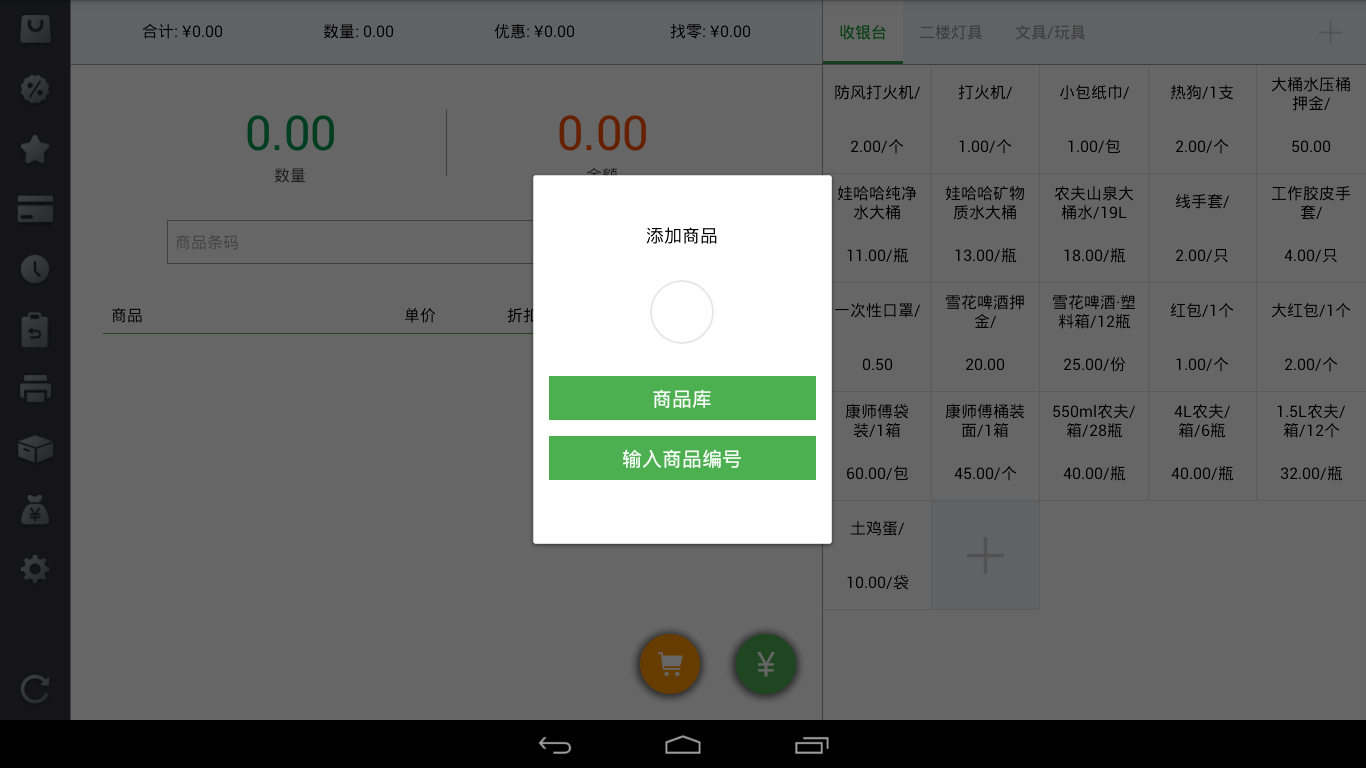 合计: ¥0.00 数量: 0.00 优惠: ¥0.00 找零: ¥0.00
收银台 二楼灯具 文具/玩具
0.00 0.00
数量 金额
商品条码
商品 单价 折扣
添加商品
商品库
输入商品编号
防风打火机/
2.00/个
打火机/
1.00/个
小包纸巾/
1.00/包
热狗/1支
2.00/个
大桶水压桶
押金/
50.00
娃哈哈纯净
水大桶
11.00/瓶
娃哈哈矿物
质水大桶
13.00/瓶
农夫山泉大
桶水/19L
18.00/瓶
线手套/
2.00/只
工作胶皮手
套/
4.00/只
一次性口罩/
0.50
雪花啤酒押
金/
20.00
雪花啤酒·塑
料箱/12瓶
25.00/份
红包/1个
1.00/个
大红包/1个
2.00/个
康师傅袋
装/1箱
60.00/包
康师傅桶装
面/1箱
45.00/个
550ml农夫/
箱/28瓶
40.00/瓶
4L农夫/
箱/6瓶
40.00/瓶
1.5L农夫/
箱/12个
32.00/瓶
土鸡蛋/
10.00/袋